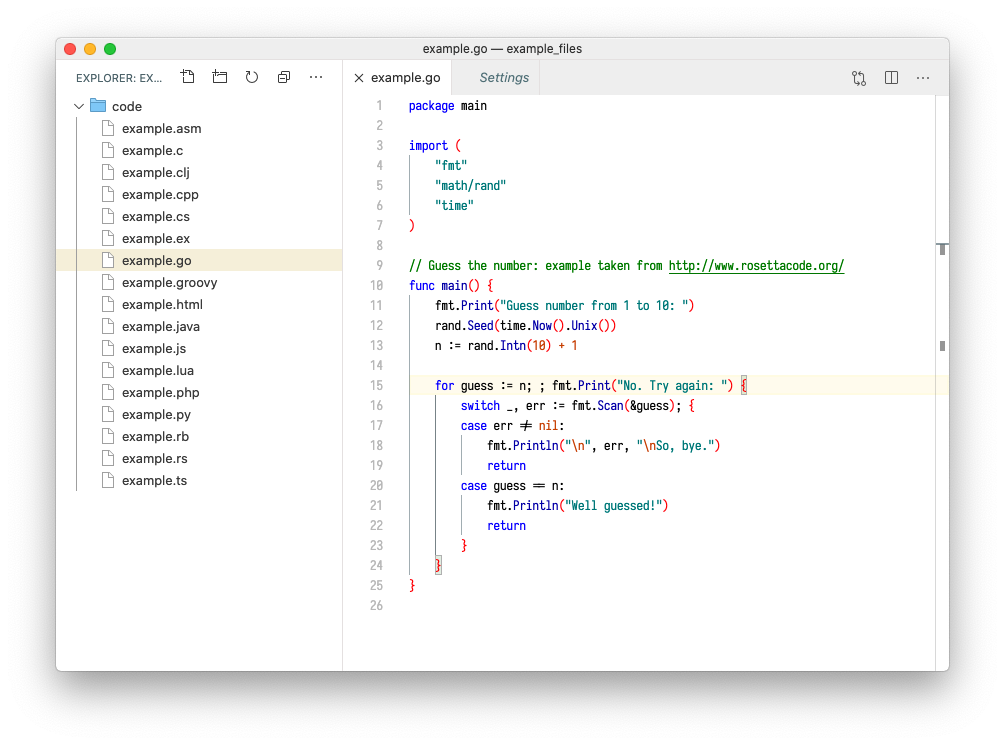 example.go — example_files
EXPLORER: EX...
example.go
Settings
code
example.asm
example.c
example.clj
example.cpp
example.cs
example.ex
example.go
example.groovy
example.html
example.java
example.js
example.lua
example.php
example.py
example.rb
example.rs
example.ts
1 package main
2
3 import (
4 "fmt"
5 "math/rand"
6 "time"
7 )
8
9 // Guess the number: example taken from http://www.rosettacode.org/
10 func main() {
11 fmt.Print("Guess number from 1 to 10: ")
12 rand.Seed(time.Now().Unix())
13 n := rand.Intn(10) + 1
14
15 for guess := n; ; fmt.Print("No. Try again: ") {
16 switch _, err := fmt.Scan(&guess); {
17 case err != nil:
18 fmt.Println("\n", err, "\nSo, bye.")
19 return
20 case guess == n:
21 fmt.Println("Well guessed!")
22 return
23 }
24 }
25 }
26